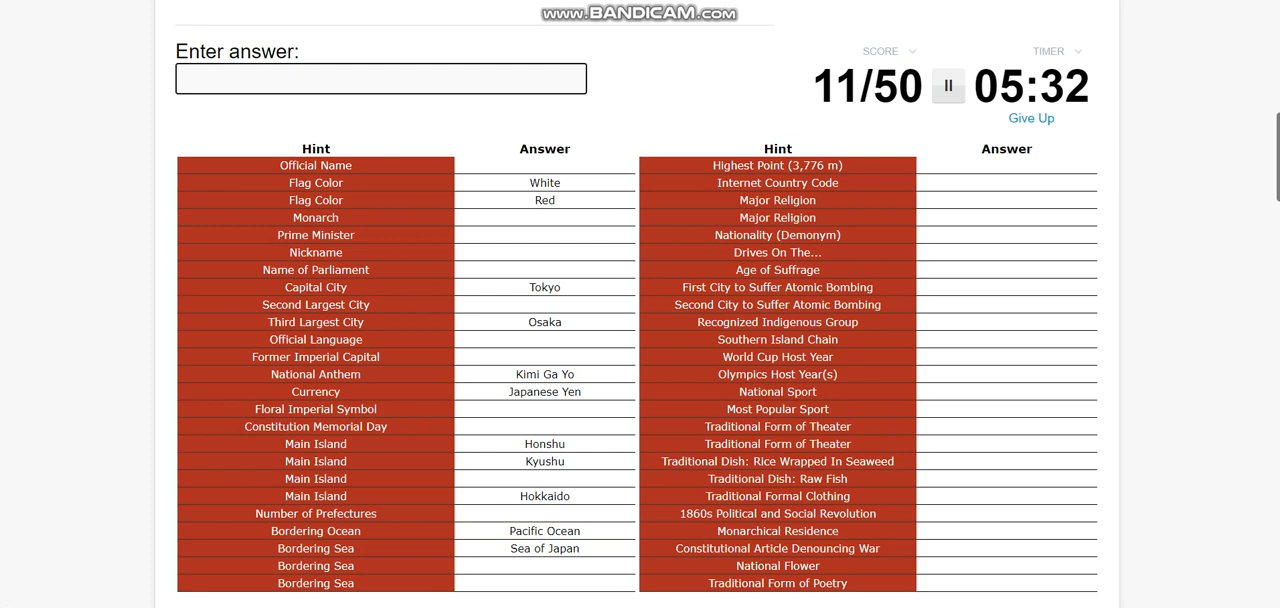 www.BANDICAM.com
Enter answer:
SCORE
TIMER
11/50
05:32
Give Up
Hint Answer Hint Answer
Official Name Highest Point (3,776 m)
Flag Color White Internet Country Code
Flag Color Red Major Religion
Monarch Major Religion
Prime Minister Nationality (Demonym)
Nickname Drives On The...
Name of Parliament Age of Suffrage
Capital City Tokyo First City to Suffer Atomic Bombing
Second Largest City Second City to Suffer Atomic Bombing
Third Largest City Osaka Recognized Indigenous Group
Official Language Southern Island Chain
Former Imperial Capital World Cup Host Year
National Anthem Kimi Ga Yo Olympics Host Year(s)
Currency Japanese Yen National Sport
Floral Imperial Symbol Most Popular Sport
Constitution Memorial Day Traditional Form of Theater
Main Island Honshu Traditional Form of Theater
Main Island Kyushu Traditional Dish: Rice Wrapped In Seaweed
Main Island Traditional Dish: Raw Fish
Main Island Hokkaido Traditional Formal Clothing
Number of Prefectures 1860s Political and Social Revolution
Bordering Ocean Pacific Ocean Monarchical Residence
Bordering Sea Sea of Japan Constitutional Article Denouncing War
Bordering Sea National Flower
Bordering Sea Traditional Form of Poetry